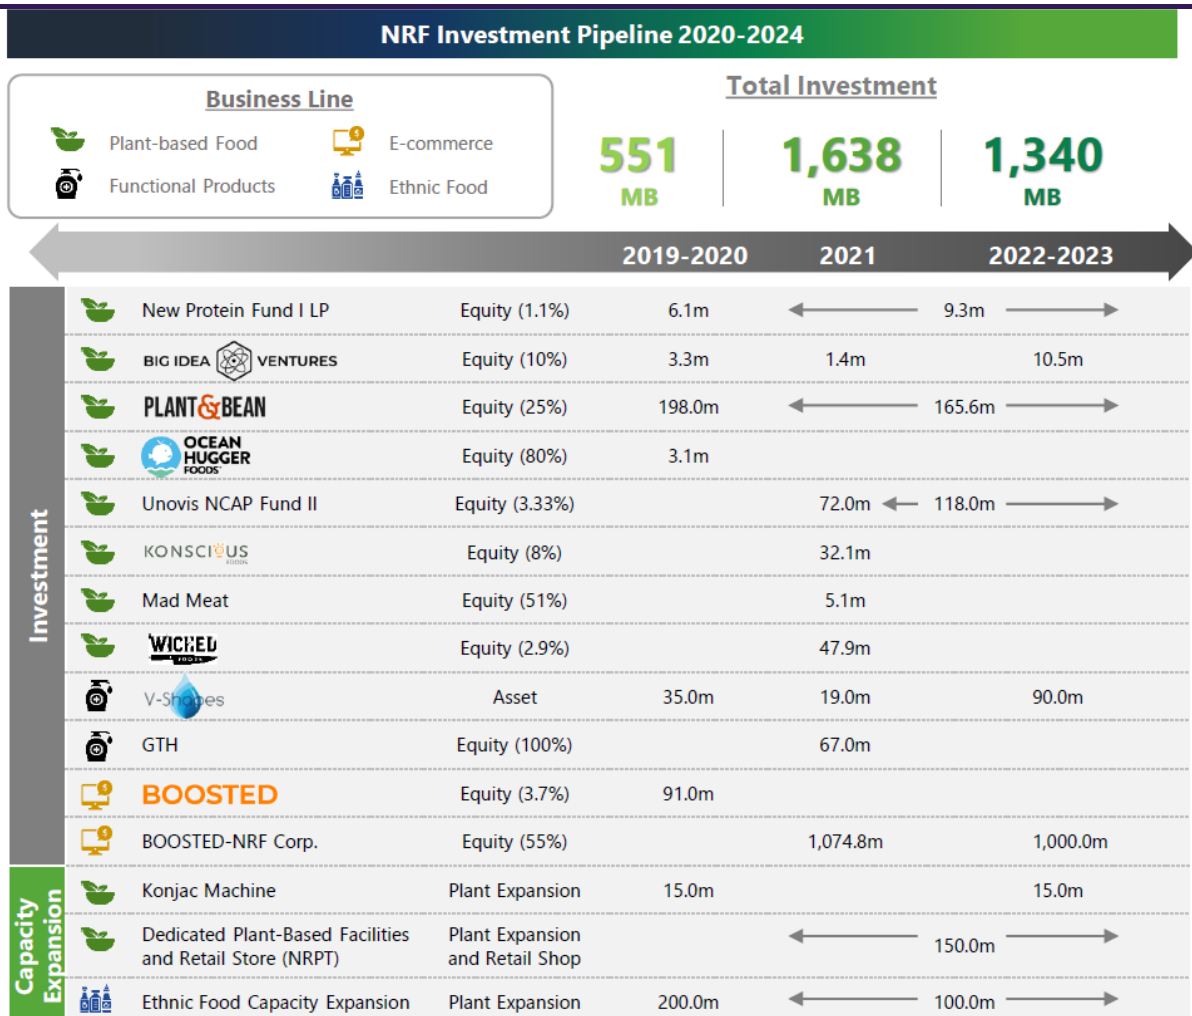 NRF Investment Pipeline 2020-2024
Business Line
Plant-based Food
E-commerce
Functional Products
Ethnic Food
Total Investment
551 1,638 1,340
MB MB MB
2019-2020 2021 2022-2023
Investment
New Protein Fund I LP Equity (1.1%) 6.1m 9.3m
BIG IDEA VENTURES Equity (10%) 3.3m 1.4m 10.5m
PLANT&BEAN Equity (25%) 198.0m 165.6m
OCEAN
HUGGER
FOODS
Equity (80%) 3.1m
Unovis NCAP Fund II Equity (3.33%) 72.0m 118.0m
KONSCIOUS
FOODS
Equity (8%) 32.1m
Mad Meat Equity (51%) 5.1m
WICKED
FOODS
Equity (2.9%) 47.9m
V-Shapes Asset 35.0m 19.0m 90.0m
GTH Equity (100%) 67.0m
BOOSTED Equity (3.7%) 91.0m
BOOSTED-NRF Corp. Equity (55%) 1,074.8m 1,000.0m
Capacity
Expansion
Konjac Machine Plant Expansion 15.0m 15.0m
Dedicated Plant-Based Facilities
and Retail Store (NRPT)
Plant Expansion
and Retail Shop
150.0m
Ethnic Food Capacity Expansion Plant Expansion 200.0m 100.0m